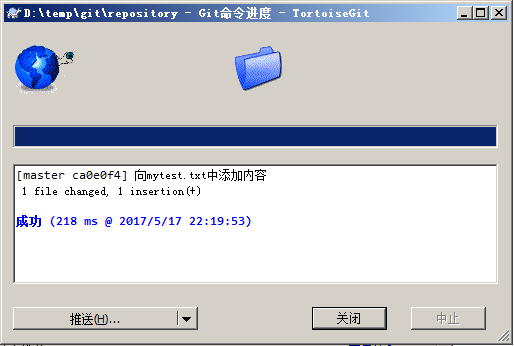 D:\temp\git\repository - Git命令进度 - TortoiseGit
[master ca0e0f4] 向mytest.txt中添加内容
1 file changed, 1 insertion(+)
成功 (218 ms @ 2017/5/17 22:19:53)
推送(H)...
关闭
中止